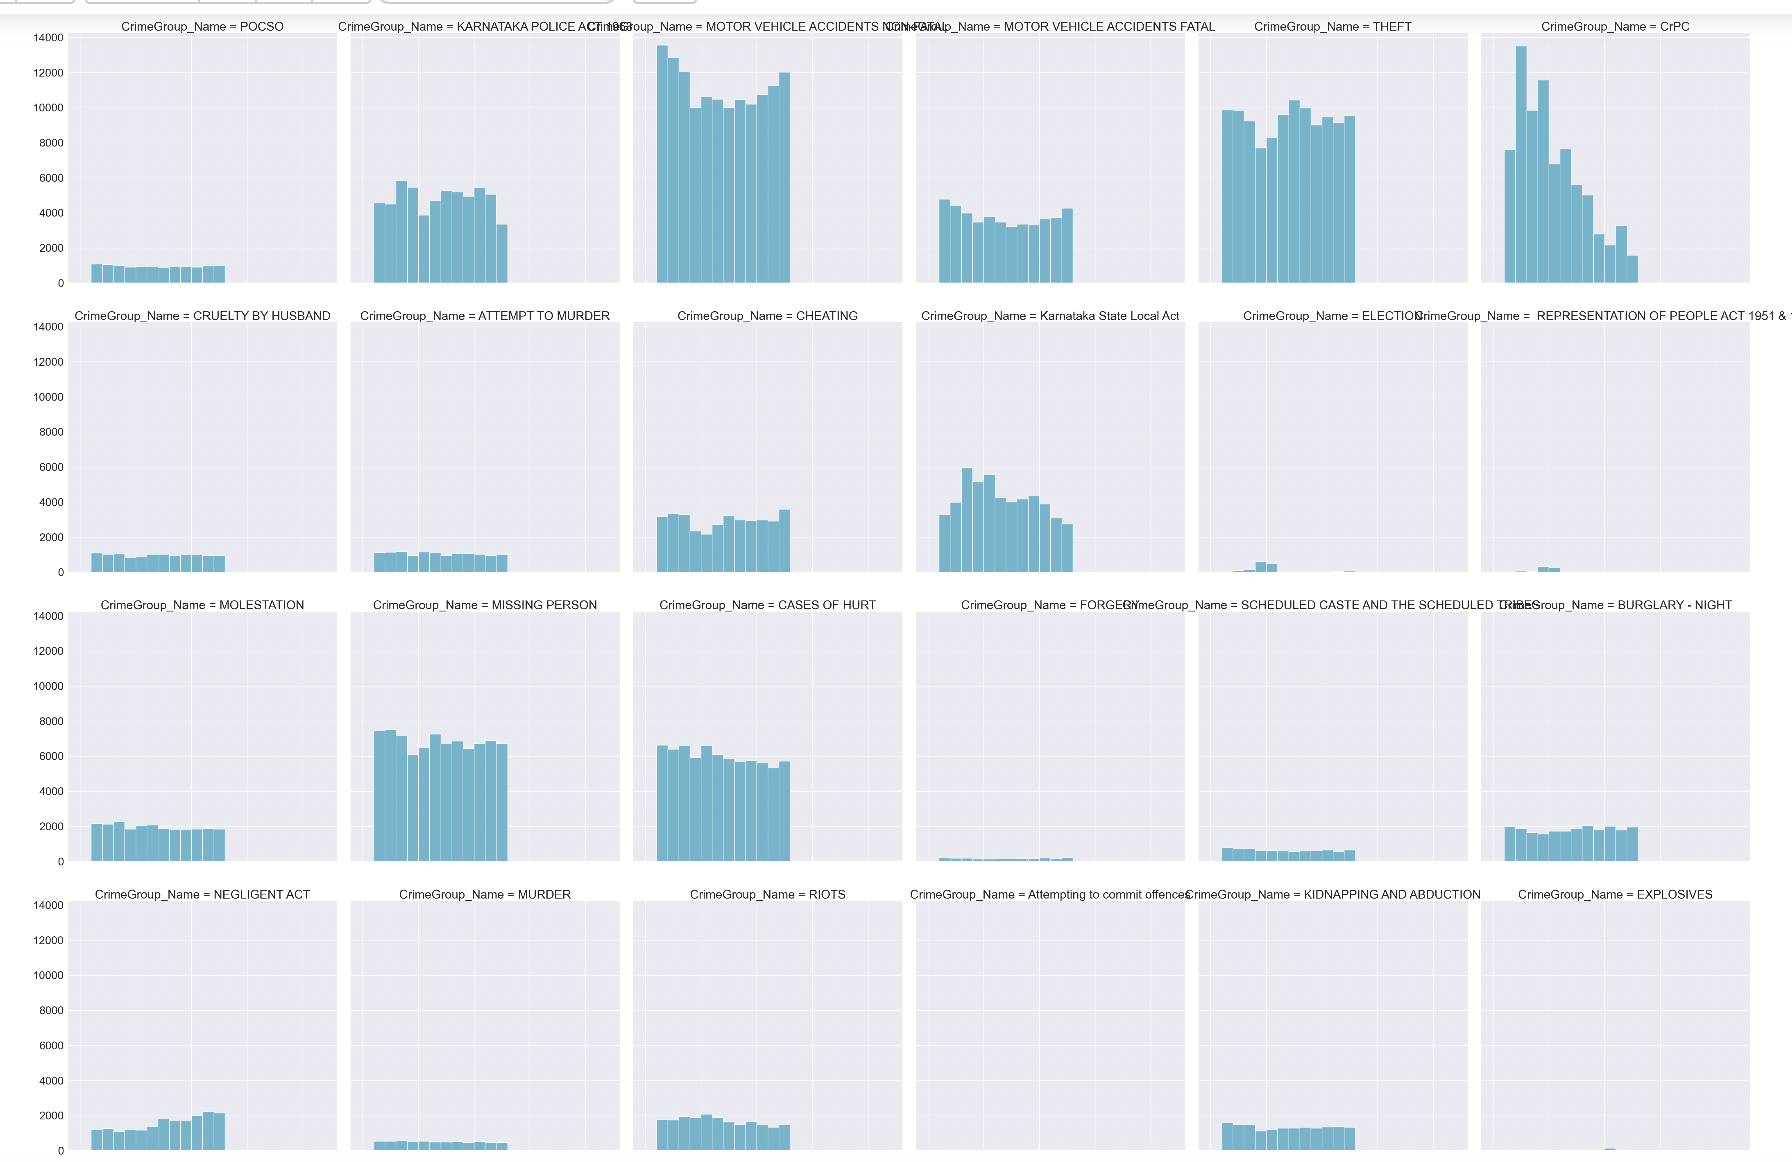 CrimeGroup_Name = POCSO
CrimeGroup_Name = KARNATAKA POLICE ACT 1963
CrimeGroup_Name = MOTOR VEHICLE ACCIDENTS NON-FATAL
CrimeGroup_Name = MOTOR VEHICLE ACCIDENTS FATAL
CrimeGroup_Name = THEFT
CrimeGroup_Name = CrPC
14000
12000
10000
8000
6000
4000
2000
0
CrimeGroup_Name = CRUELTY BY HUSBAND
CrimeGroup_Name = ATTEMPT TO MURDER
CrimeGroup_Name = CHEATING
CrimeGroup_Name = Karnataka State Local Act
CrimeGroup_Name = ELECTION
CrimeGroup_Name = REPRESENTATION OF PEOPLE ACT 1951 &
14000
12000
10000
8000
6000
4000
2000
0
CrimeGroup_Name = MOLESTATION
CrimeGroup_Name = MISSING PERSON
CrimeGroup_Name = CASES OF HURT
CrimeGroup_Name = FORGERY
CrimeGroup_Name = SCHEDULED CASTE AND THE SCHEDULED TRIBES
CrimeGroup_Name = BURGLARY - NIGHT
14000
12000
10000
8000
6000
4000
2000
0
CrimeGroup_Name = NEGLIGENT ACT
CrimeGroup_Name = MURDER
CrimeGroup_Name = RIOTS
CrimeGroup_Name = Attempting to commit offences
CrimeGroup_Name = KIDNAPPING AND ABDUCTION
CrimeGroup_Name = EXPLOSIVES
14000
12000
10000
8000
6000
4000
2000
0